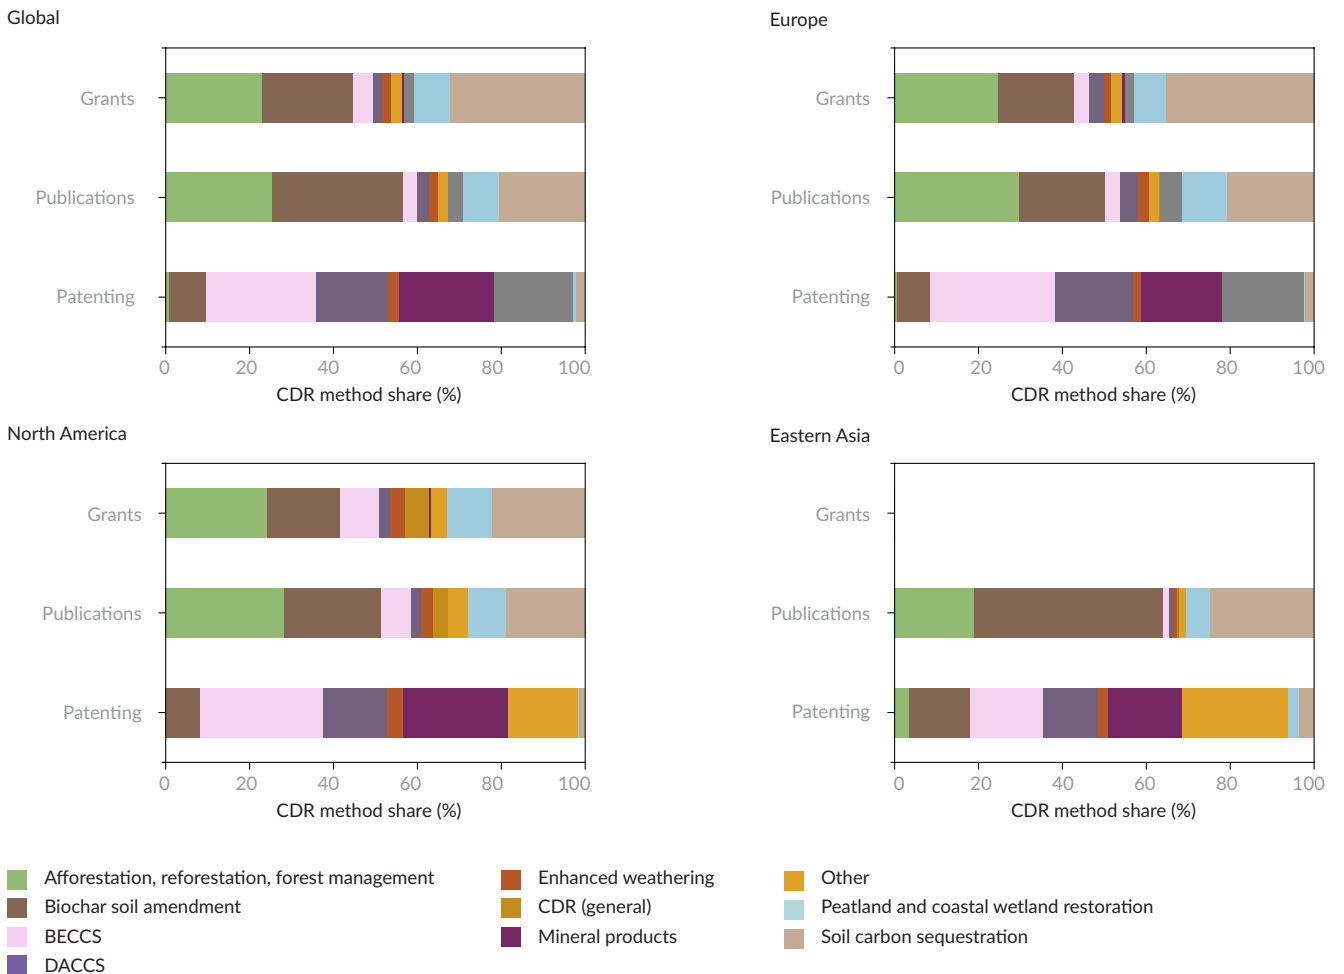 Global
Grants
Publications
Patenting
0 20 40 60 80 100
CDR method share (%)
Europe
Grants
Publications
Patenting
0 20 40 60 80 100
CDR method share (%)
North America
Grants
Publications
Patenting
0 20 40 60 80 100
CDR method share (%)
Eastern Asia
Grants
Publications
Patenting
0 20 40 60 80 100
CDR method share (%)
Afforestation, reforestation, forest management
Biochar soil amendment
BECCS
DACCS
Enhanced weathering
CDR (general)
Mineral products
Other
Peatland and coastal wetland restoration
Soil carbon sequestration